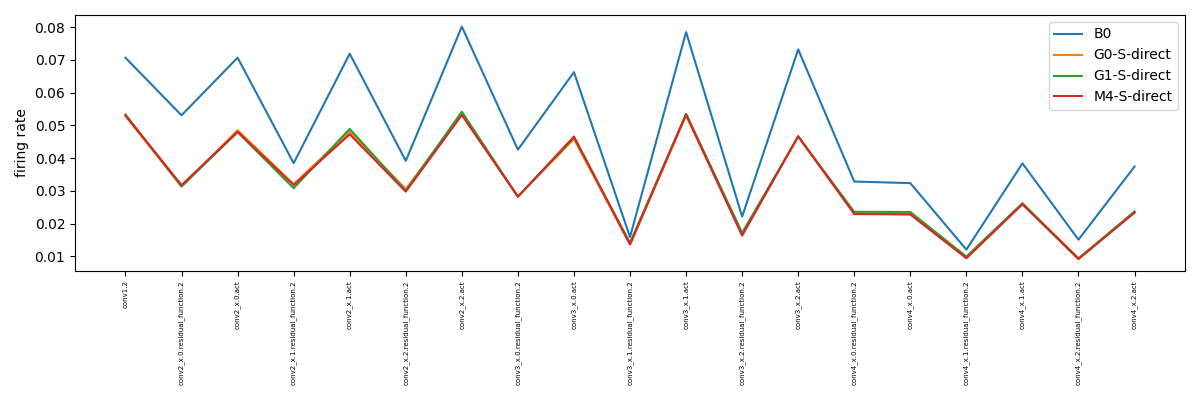 firing rate
0.08
0.07
0.06
0.05
0.04
0.03
0.02
0.01
B0
G0-S-direct
G1-S-direct
M4-S-direct
conv1.2
conv2_x.0.residual_function.2
conv2_x.0.act
conv2_x.1.residual_function.2
conv2_x.1.act
conv2_x.2.residual_function.2
conv2_x.2.act
conv3_x.0.residual_function.2
conv3_x.0.act
conv3_x.1.residual_function.2
conv3_x.1.act
conv3_x.2.residual_function.2
conv3_x.2.act
conv4_x.0.residual_function.2
conv4_x.0.act
conv4_x.1.residual_function.2
conv4_x.1.act
conv4_x.2.residual_function.2
conv4_x.2.act